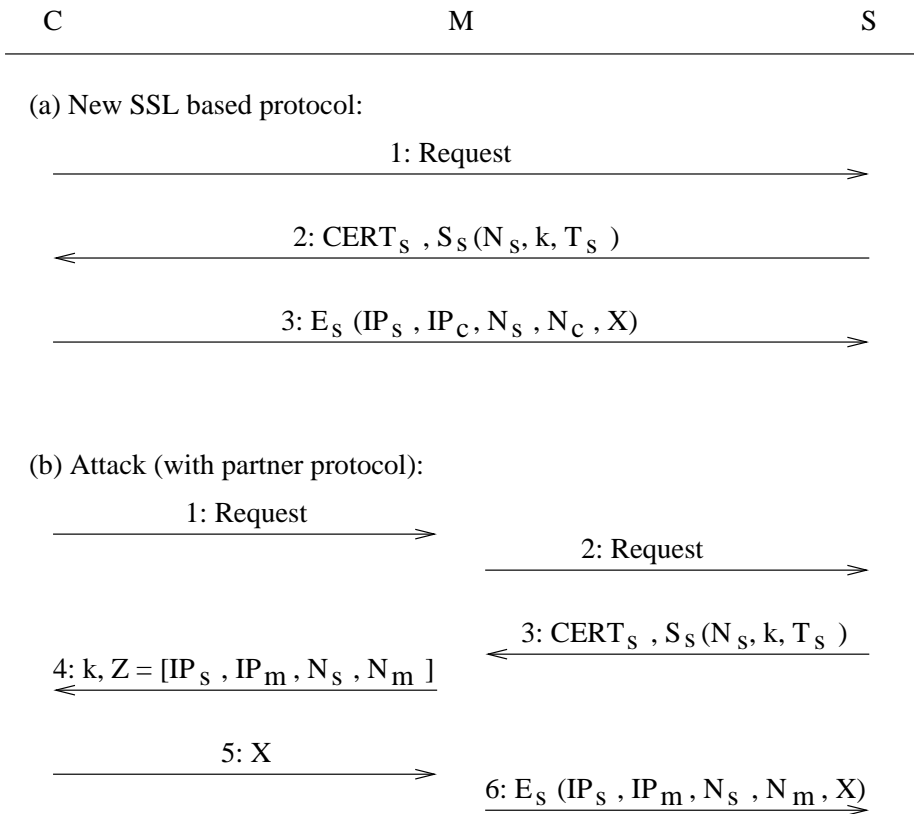 C M S
(a) New SSL based protocol:
1: Request
2: CERT_s , S_s (N_s, k, T_s )
3: E_s (IP_s , IP_c, N_s , N_c , X)
(b) Attack (with partner protocol):
1: Request
2: Request
3: CERT_s , S_s (N_s, k, T_s )
4: k, Z = [IP_s , IP_m, N_s , N_m ]
5: X
6: E_s (IP_s , IP_m, N_s , N_m, X)